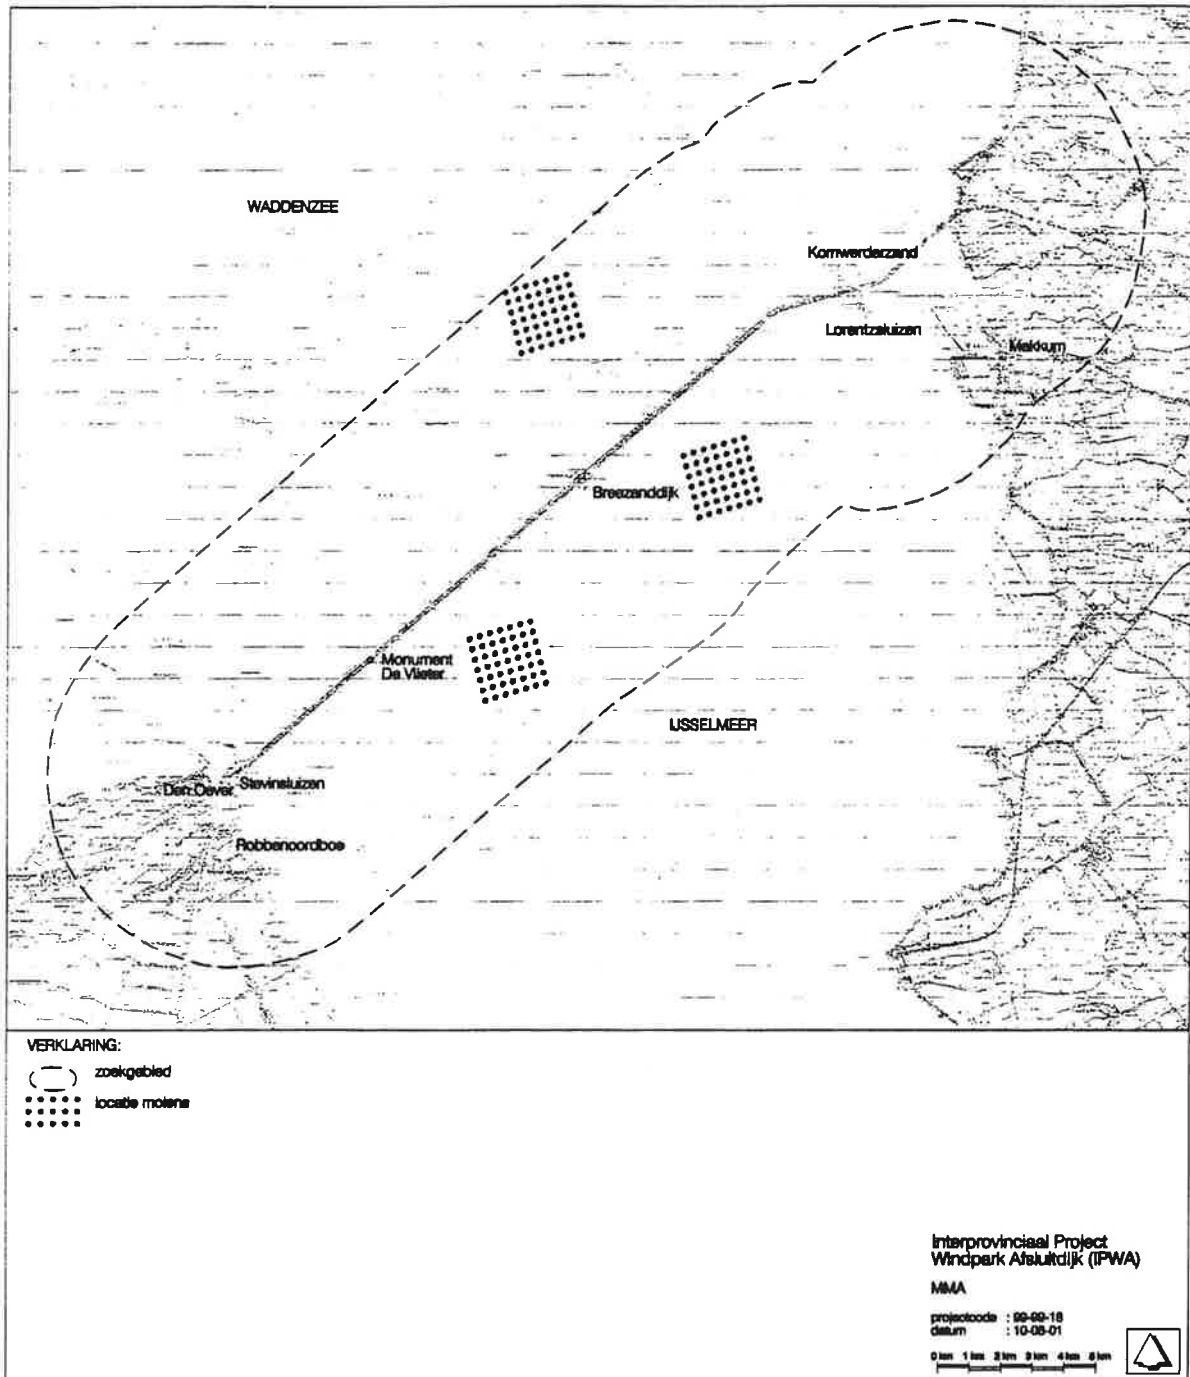 WADDENZEE
Kornwerderzand
Lorentzsluizen
Makkum
Breezanddijk
Monument
De Vlieter
IJSSELMEER
Den Oever
Stevinsluizen
Robbenoordbos
VERKLARING:
zoekgebied
locatie molens
Interprovinciaal Project
Windpark Afsluitdijk (IPWA)
MMA
projectcode : 99-99-18
datum : 10-08-01
0 km 1 km 2 km 3 km 4 km 5 km